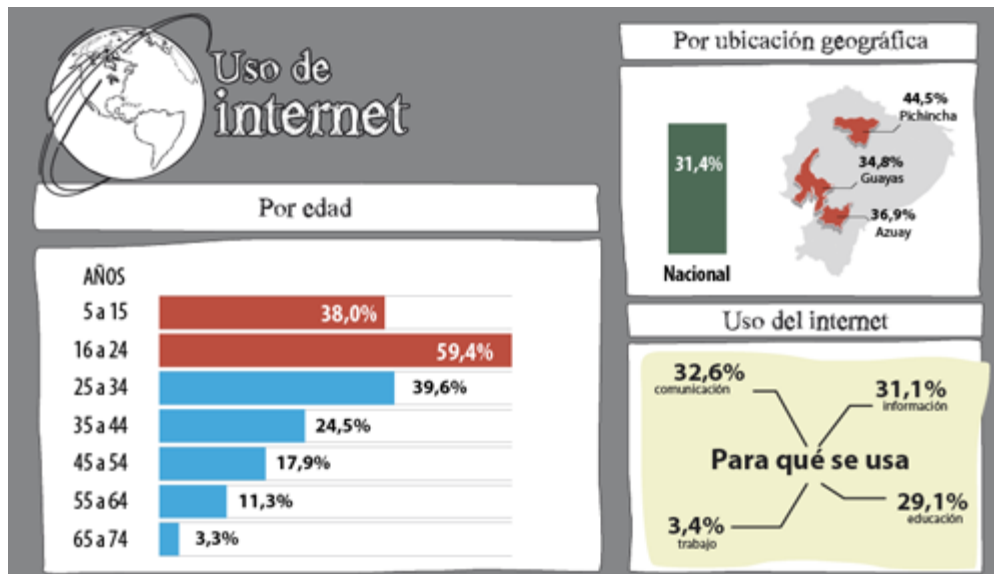 Uso de
internet
Por edad
AÑOS
5 a 15 38,0%
16 a 24 59,4%
25 a 34 39,6%
35 a 44 24,5%
45 a 54 17,9%
55 a 64 11,3%
65 a 74 3,3%
Por ubicación geográfica
31,4%
Nacional
44,5%
Pichincha
34,8%
Guayas
36,9%
Azuay
Uso del internet
32,6%
comunicación
31,1%
información
Para qué se usa
3,4%
trabajo
29,1%
educación